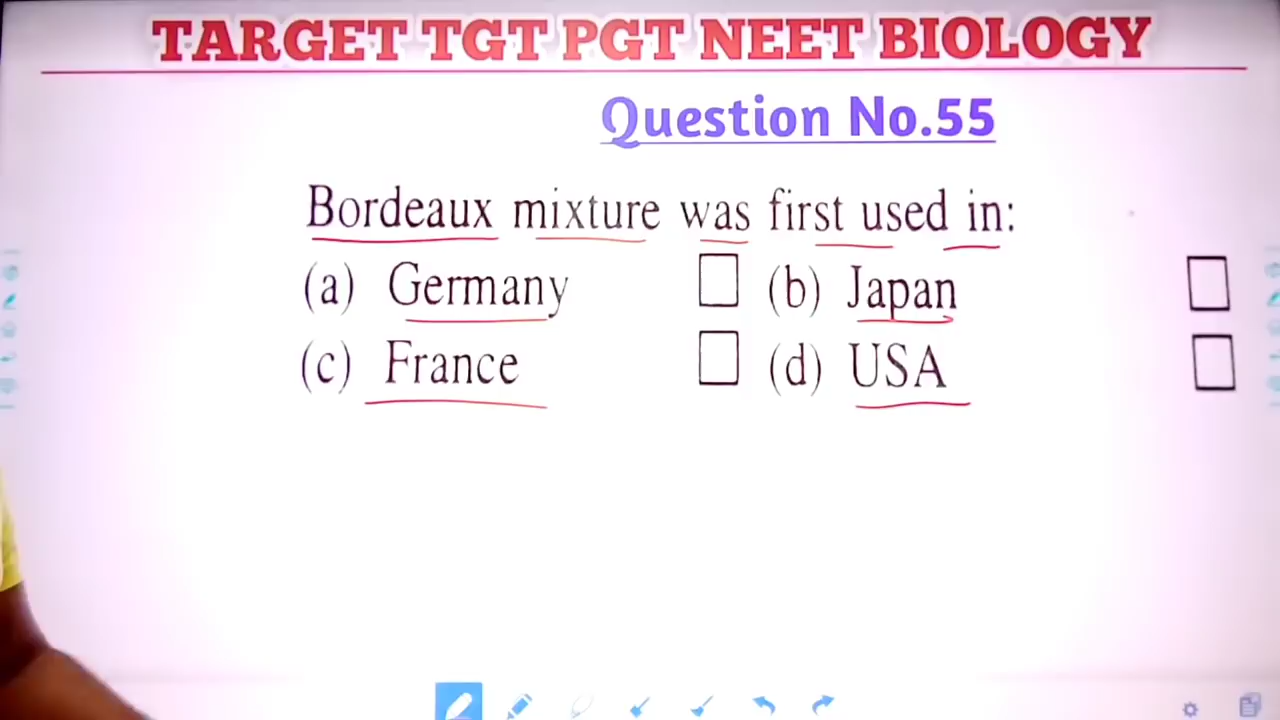 TARGET TGT PGT NEET BIOLOGY
Question No.55
Bordeaux mixture was first used in:
(a) Germany (b) Japan
(c) France (d) USA